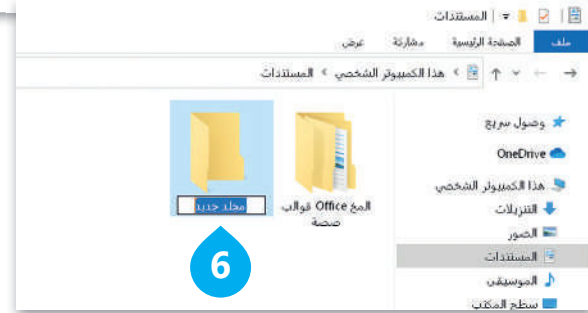 المستندات
ملف الصفحة الرئيسية مشاركة عرض
هذا الكمبيوتر الشخصي > المستندات
وصول سريع
OneDrive
هذا الكمبيوتر الشخصي
التنزيلات
الصور
المستندات
الموسيقى
سطح المكتب
قوالب Office المخ
صصة
مجلد جديد
6